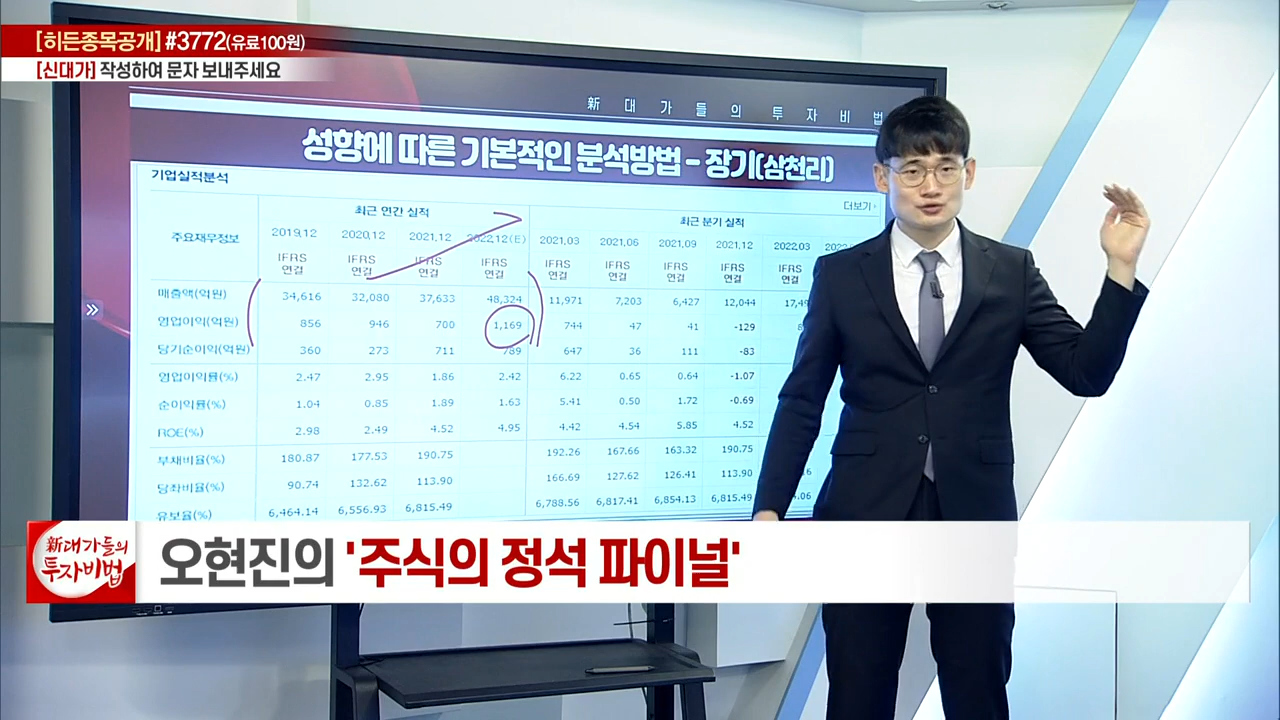 [히든종목공개] #3772(유료100원)
[신대가] 작성하여 문자 보내주세요
新 대 가 들 의 투 자 비 법
성향에 따른 기본적인 분석방법 - 장기(삼천리)
기업실적분석
더보기
주요재무정보 최근 연간 실적 최근 분기 실적
2019.12 2020.12 2021.12 2022.12(E) 2021.03 2021.06 2021.09 2021.12 2022.03
IFRS 연결 IFRS 연결 IFRS 연결 IFRS 연결 IFRS 연결 IFRS 연결 IFRS 연결 IFRS 연결 IFRS 연결
매출액(억원) 34,616 32,080 37,633 48,324 11,971 7,203 6,427 12,044 17,49
영업이익(억원) 856 946 700 1,169 744 47 41 -129
당기순이익(억원) 360 273 711 789 647 36 111 -83
영업이익률(%) 2.47 2.95 1.86 2.42 6.22 0.65 0.64 -1.07
순이익률(%) 1.04 0.85 1.89 1.63 5.41 0.50 1.72 -0.69
ROE(%) 2.98 2.49 4.52 4.95 4.42 4.54 5.85 4.52
부채비율(%) 180.87 177.53 190.75 192.26 167.66 163.32 190.75
당좌비율(%) 90.74 132.62 113.90 166.69 127.62 126.41 113.90
유보율(%) 6,464.14 6,556.93 6,815.49 6,788.56 6,817.41 6,854.13 6,815.49
新대가들의
투자비법
오현진의 '주식의 정석 파이널'